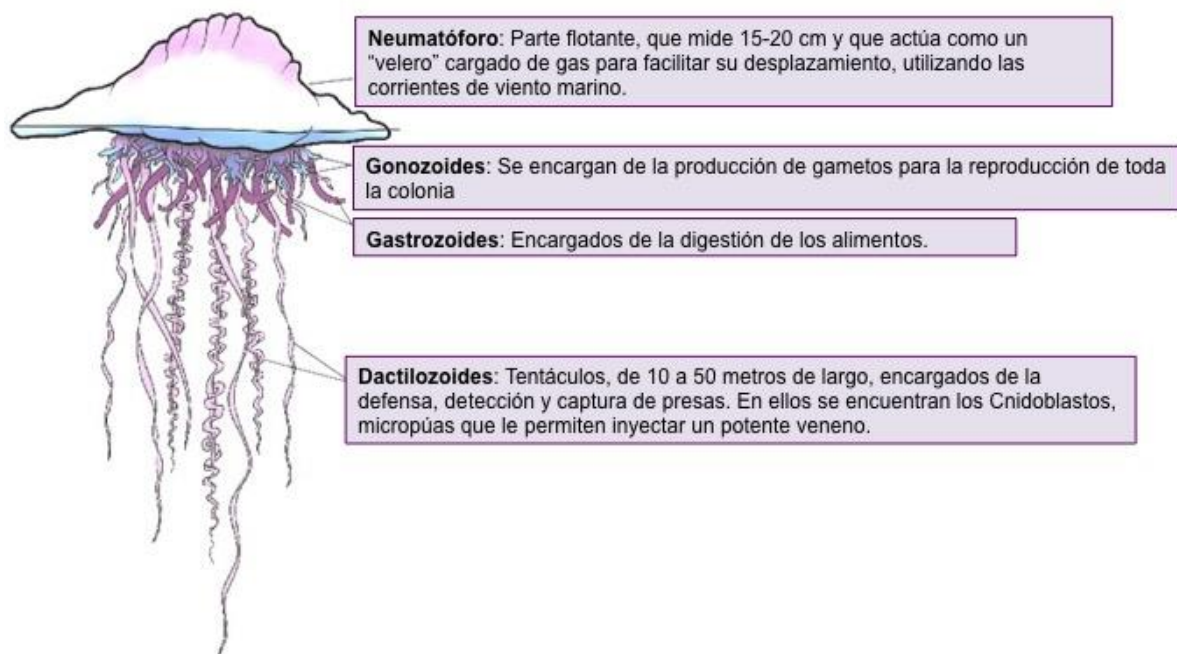 Neumatóforo: Parte flotante, que mide 15-20 cm y que actúa como un
“velero” cargado de gas para facilitar su desplazamiento, utilizando las
corrientes de viento marino.
Gonozoides: Se encargan de la producción de gametos para la reproducción de toda
la colonia
Gastrozoides: Encargados de la digestión de los alimentos.
Dactilozoides: Tentáculos, de 10 a 50 metros de largo, encargados de la
defensa, detección y captura de presas. En ellos se encuentran los Cnidoblastos,
micropúas que le permiten inyectar un potente veneno.